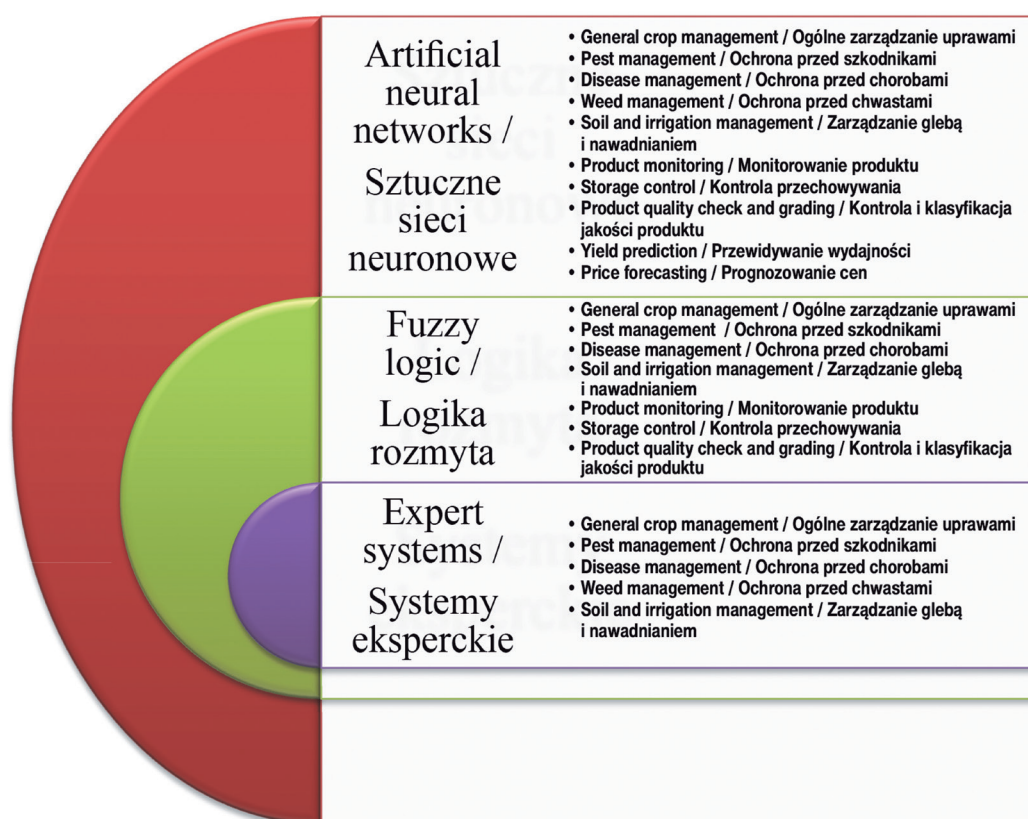 Artificial
neural
networks /
Sztuczne
sieci
neuronowe
• General crop management / Ogólne zarządzanie uprawami
• Pest management / Ochrona przed szkodnikami
• Disease management / Ochrona przed chorobami
• Weed management / Ochrona przed chwastami
• Soil and irrigation management / Zarządzanie glebą
i nawadnianiem
• Product monitoring / Monitorowanie produktu
• Storage control / Kontrola przechowywania
• Product quality check and grading / Kontrola i klasyfikacja
jakości produktu
• Yield prediction / Przewidywanie wydajności
• Price forecasting / Prognozowanie cen
Fuzzy
logic /
Logika
rozmyta
• General crop management / Ogólne zarządzanie uprawami
• Pest management / Ochrona przed szkodnikami
• Disease management / Ochrona przed chorobami
• Soil and irrigation management / Zarządzanie glebą
i nawadnianiem
• Product monitoring / Monitorowanie produktu
• Storage control / Kontrola przechowywania
• Product quality check and grading / Kontrola i klasyfikacja
jakości produktu
Expert
systems /
Systemy
eksperckie
• General crop management / Ogólne zarządzanie uprawami
• Pest management / Ochrona przed szkodnikami
• Disease management / Ochrona przed chorobami
• Weed management / Ochrona przed chwastami
• Soil and irrigation management / Zarządzanie glebą
i nawadnianiem